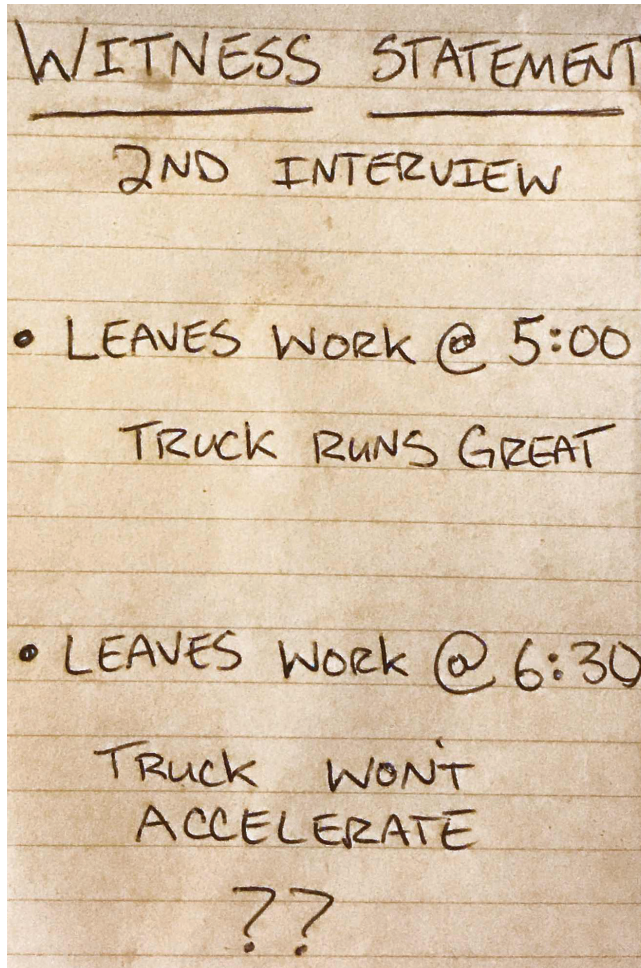 WITNESS STATEMENT
2ND INTERVIEW
• LEAVES WORK @ 5:00
TRUCK RUNS GREAT
• LEAVES WORK @ 6:30
TRUCK WON'T
ACCELERATE
??